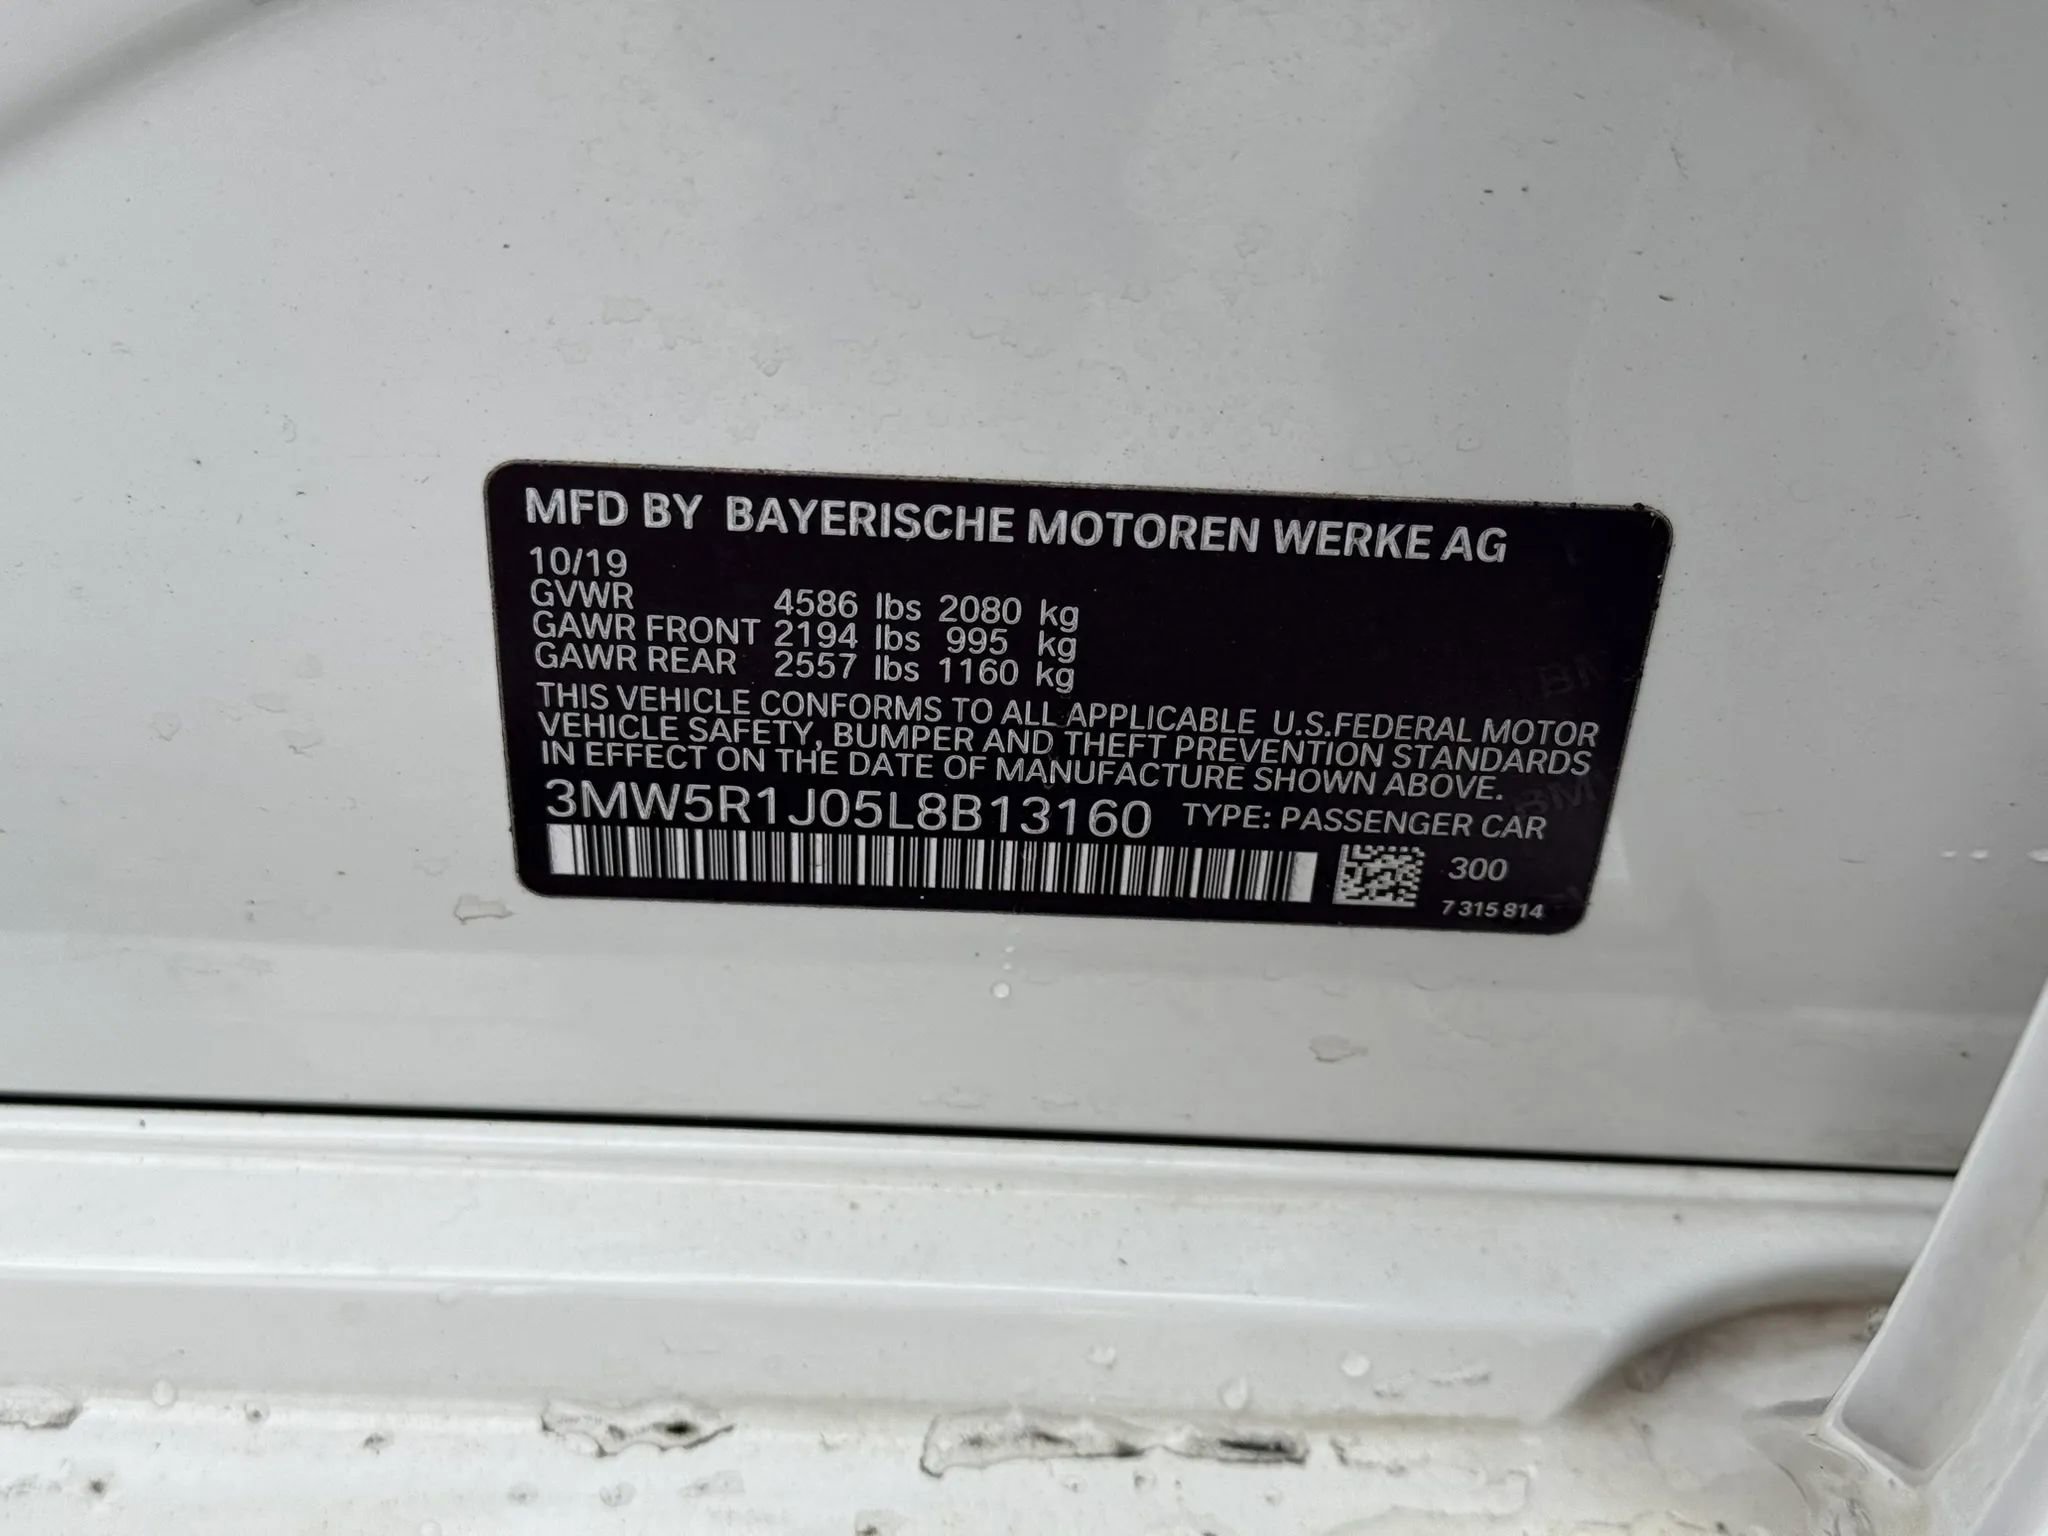 MFD BY BAYERISCHE MOTOREN WERKE AG
10/19
GVWR 4586 lbs 2080 kg
GAWR FRONT 2194 lbs 995 kg
GAWR REAR 2557 lbs 1160 kg
THIS VEHICLE CONFORMS TO ALL APPLICABLE U.S.FEDERAL MOTOR
VEHICLE SAFETY, BUMPER AND THEFT PREVENTION STANDARDS
IN EFFECT ON THE DATE OF MANUFACTURE SHOWN ABOVE.
3MW5R1J05L8B13160 TYPE: PASSENGER CAR
300
7 315 814